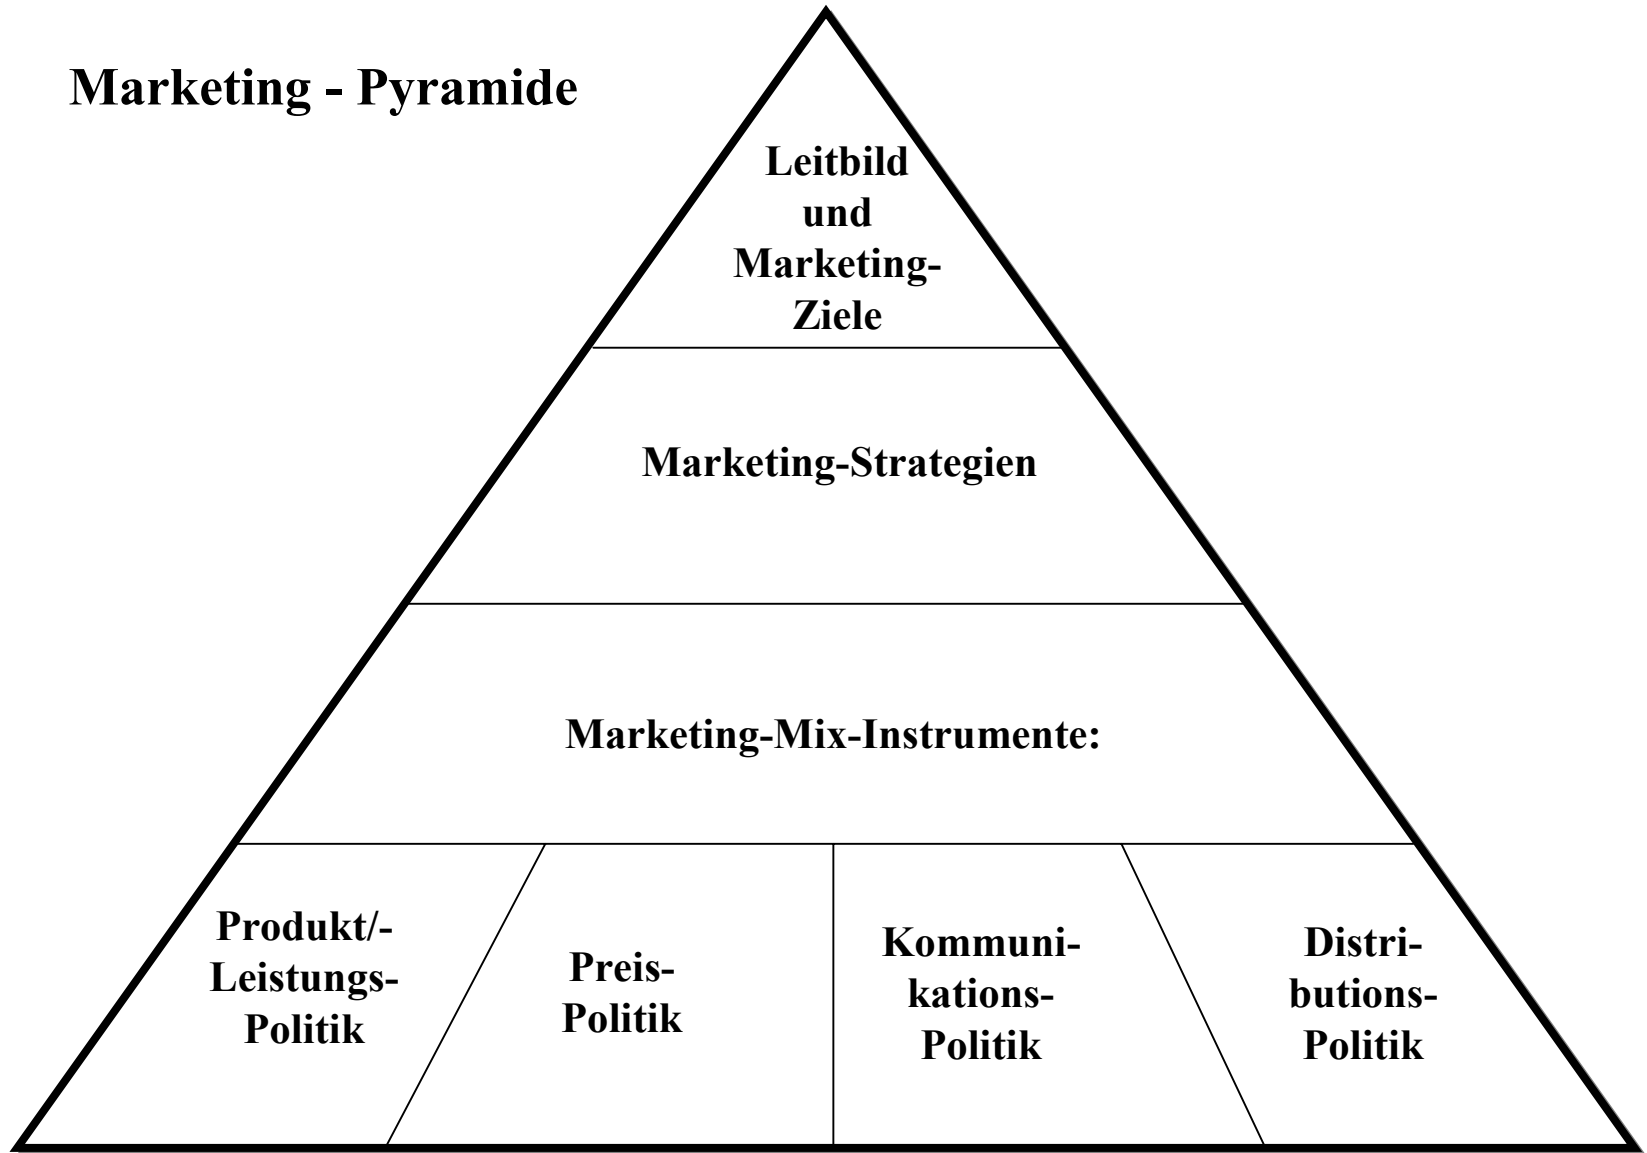 Marketing - Pyramide
Leitbild
und
Marketing-
Ziele
Marketing-Strategien
Marketing-Mix-Instrumente:
Produkt/-
Leistungs-
Politik
Preis-
Politik
Kommuni-
kations-
Politik
Distri-
butions-
Politik